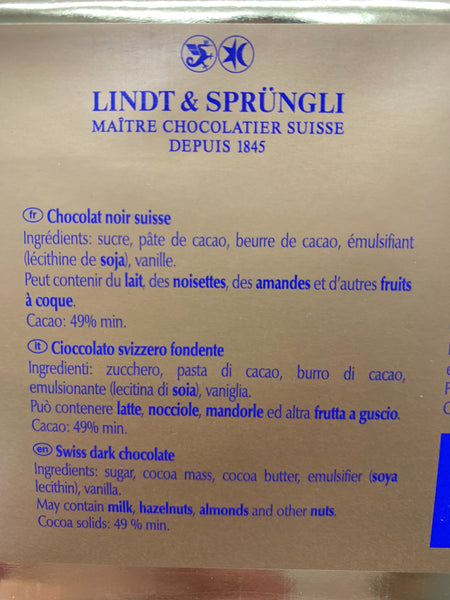 LINDT & SPRÜNGLI
MAÎTRE CHOCOLATIER SUISSE
DEPUIS 1845
fr Chocolat noir suisse
Ingrédients: sucre, pâte de cacao, beurre de cacao, émulsifiant
(lécithine de soja), vanille.
Peut contenir du lait, des noisettes, des amandes et d'autres fruits
à coque.
Cacao: 49% min.
it Cioccolato svizzero fondente
Ingredienti: zucchero, pasta di cacao, burro di cacao,
emulsionante (lecitina di soia), vaniglia.
Può contenere latte, nocciole, mandorle ed altra frutta a guscio.
Cacao: 49% min.
en Swiss dark chocolate
Ingredients: sugar, cocoa mass, cocoa butter, emulsifier (soya
lecithin), vanilla.
May contain milk, hazelnuts, almonds and other nuts.
Cocoa solids: 49 % min.